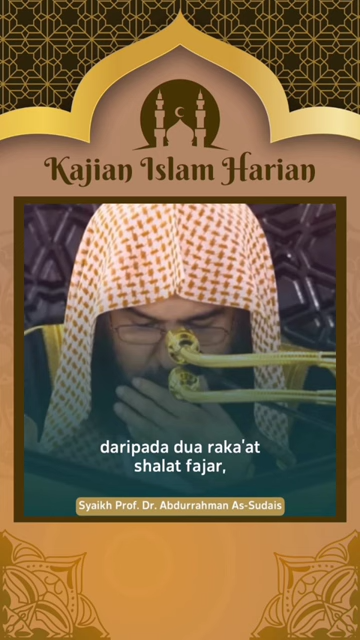 Kajian Islam Harian
daripada dua raka'at
shalat fajar,
Syaikh Prof. Dr. Abdurrahman As-Sudais